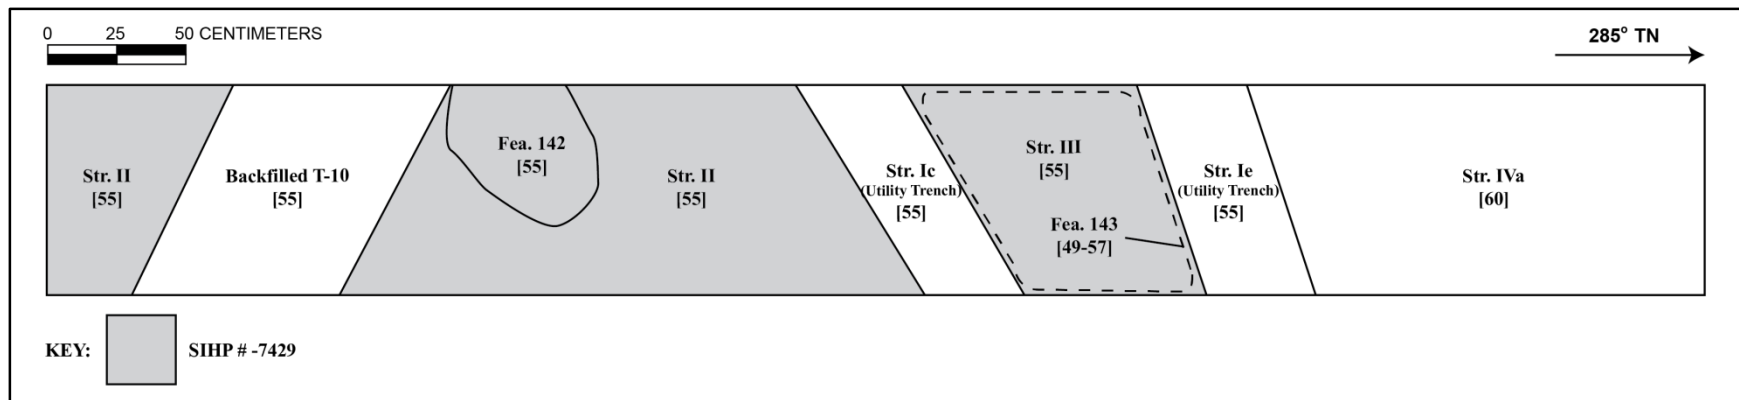 0 25 50 CENTIMETERS
285° TN
Str. II
[55]
Backfilled T-10
[55]
Fea. 142
[55]
Str. II
[55]
Str. Ic
(Utility Trench)
[55]
Str. III
[55]
Fea. 143
[49-57]
Str. Ie
(Utility Trench)
[55]
Str. IVa
[60]
KEY:
SIHP # -7429